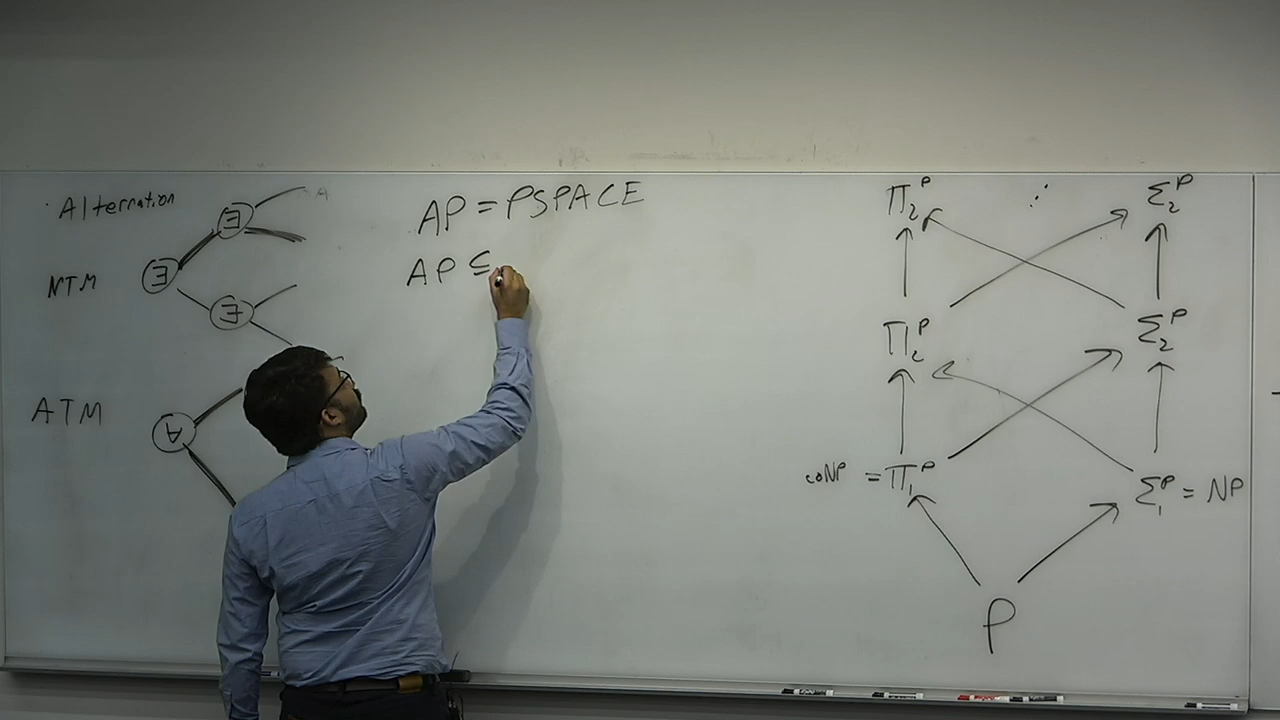 Alternation
NTM
∃
∃
∃
A
ATM
∀
AP = PSPACE
AP ⊆
Π₂ᴾ ⋰ Σ₂ᴾ
Π₂ᴾ Σ₂ᴾ
coNP = Π₁ᴾ Σ₁ᴾ = NP
P